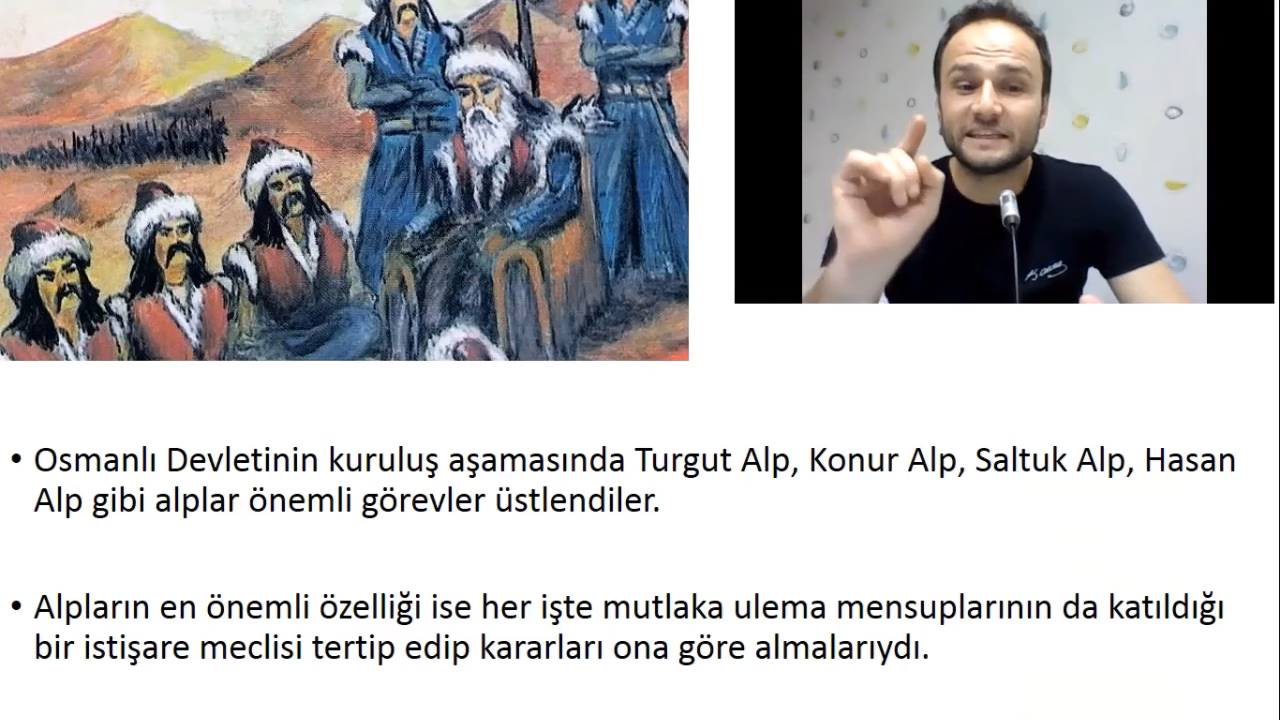 • Osmanlı Devletinin kuruluş aşamasında Turgut Alp, Konur Alp, Saltuk Alp, Hasan
Alp gibi alplar önemli görevler üstlendiler.
• Alpların en önemli özelliği ise her işte mutlaka ulema mensuplarının da katıldığı
bir istişare meclisi tertip edip kararları ona göre almalarıydı.